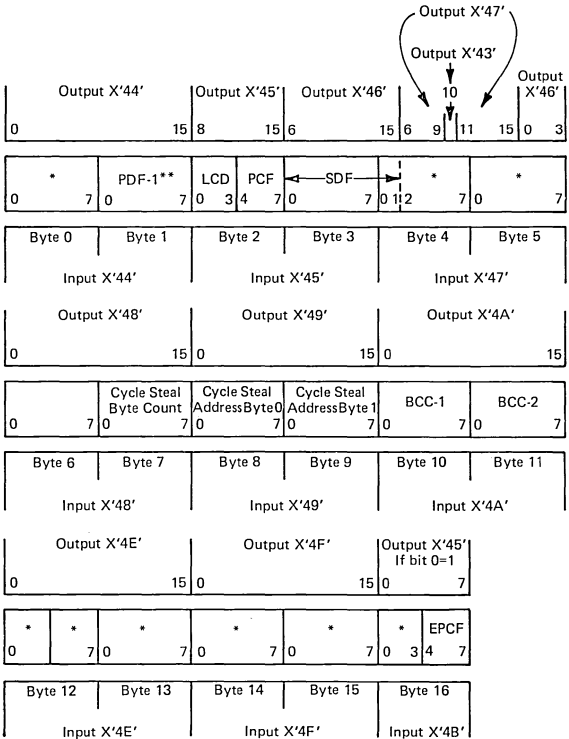 Output X'47'
Output X'43'
Output X'44' Output X'45' Output X'46' 10 Output X'46'
0 15 8 15 6 15 6 9 11 15 0 3
* PDF-1** LCD PCF SDF * *
0 7 0 7 0 3 4 7 0 7 0 1 2 7 0 7
Byte 0 Byte 1 Byte 2 Byte 3 Byte 4 Byte 5
Input X'44' Input X'45' Input X'47'
Output X'48' Output X'49' Output X'4A'
0 15 0 15 0 15
Cycle Steal Byte Count Cycle Steal AddressByte0 Cycle Steal AddressByte1 BCC-1 BCC-2
0 7 0 7 0 7 0 7 0 7 0 7
Byte 6 Byte 7 Byte 8 Byte 9 Byte 10 Byte 11
Input X'48' Input X'49' Input X'4A'
Output X'4E' Output X'4F' Output X'45' If bit 0=1
0 15 0 15 0 7
* * * * * * EPCF
0 7 0 7 0 7 0 7 0 3 4 7
Byte 12 Byte 13 Byte 14 Byte 15 Byte 16
Input X'4E' Input X'4F' Input X'4B'